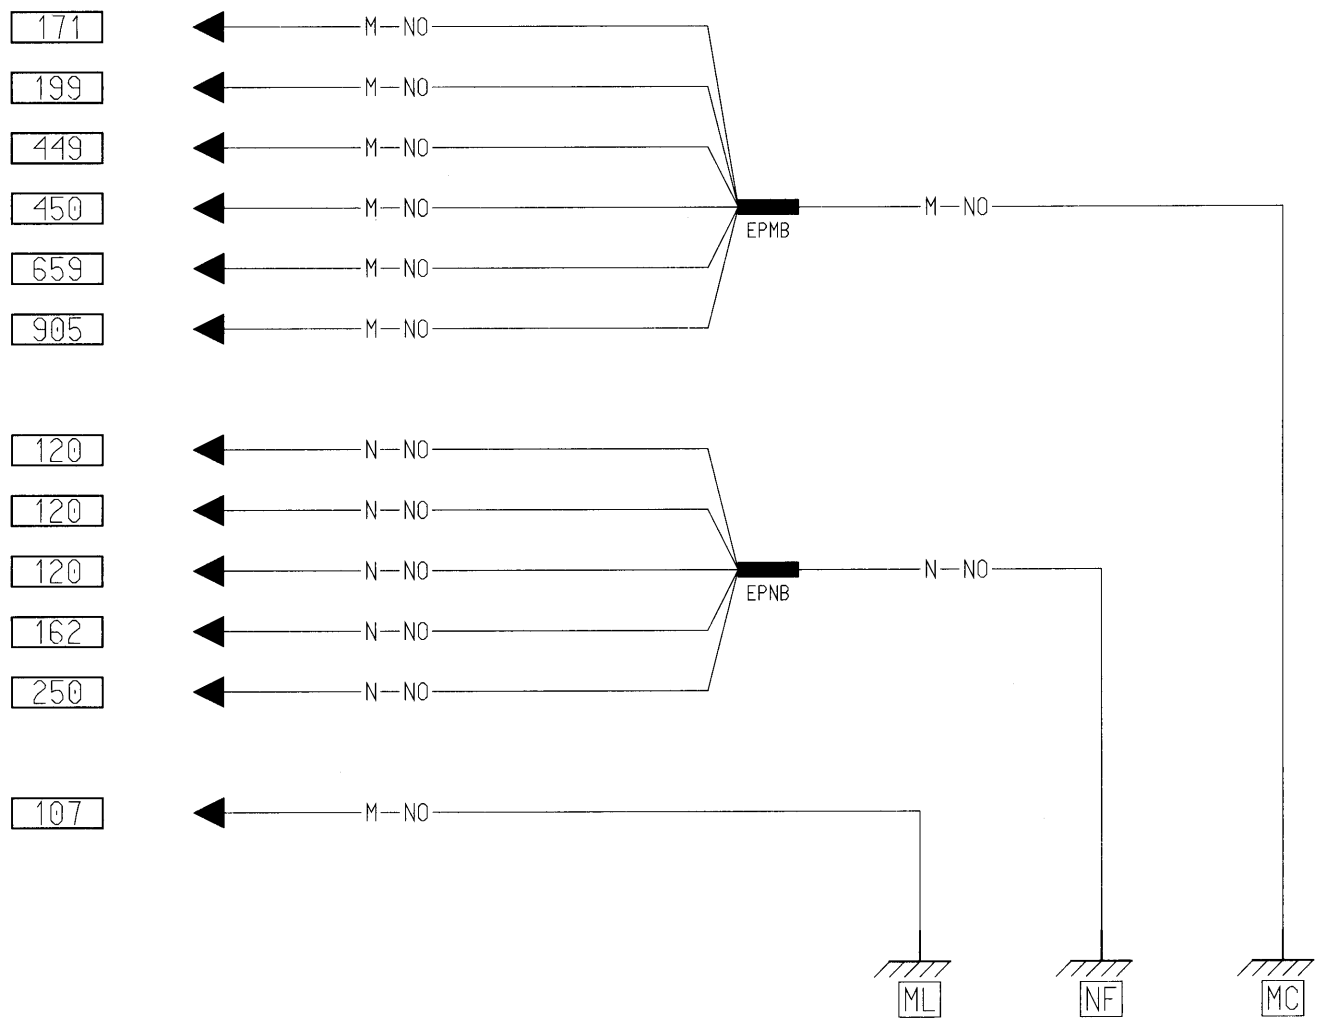 171 M—NO
199 M—NO
449 M—NO
450 M—NO M—NO
EPMB
659 M—NO
905 M—NO
120 N—NO
120 N—NO
120 N—NO N—NO
EPNB
162 N—NO
250 N—NO
107 M—NO
ML NF MC